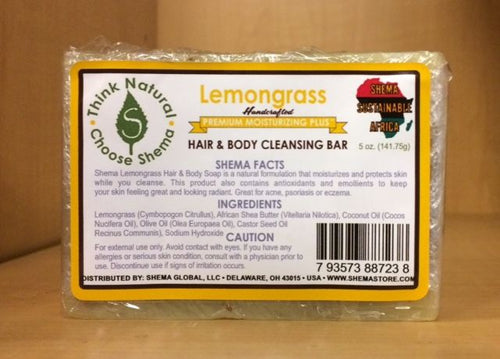 Think Natural
S
Choose Shema
Lemongrass
Handcrafted
PREMIUM MOISTURIZING PLUS
HAIR & BODY CLEANSING BAR
SHEMA
SUSTAINABLE
AFRICA
5 oz. (141.75g)
SHEMA FACTS
Shema Lemongrass Hair & Body Soap is a natural formulation that moisturizes and protects skin
while you cleanse. This product also contains antioxidants and emollients to keep
your skin feeling great and looking radiant. Great for acne, psoriasis or eczema.
INGREDIENTS
Lemongrass (Cymbopogon Citrullus), African Shea Butter (Vitellaria Nilotica), Coconut Oil (Cocos
Nucifera Oil), Olive Oil (Olea Europaea Oil), Castor Seed Oil
Recinus Communis), Sodium Hydroxide
CAUTION
For external use only. Avoid contact with eyes. If you have any
allergies or serious skin condition, consult with a physician prior to
use. Discontinue use if signs of irritation occurs.
7 93573 88723 8
DISTRIBUTED BY: SHEMA GLOBAL, LLC • DELAWARE, OH 43015 • USA • WWW.SHEMASTORE.COM